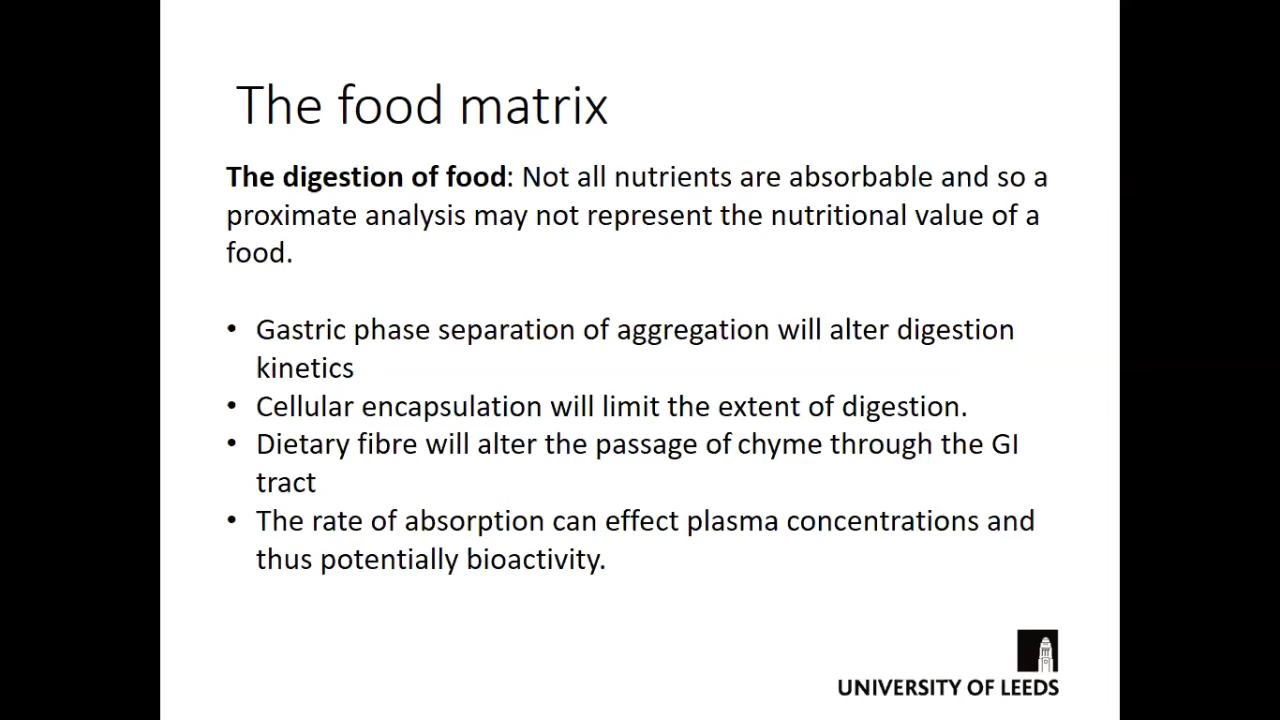 The food matrix
The digestion of food: Not all nutrients are absorbable and so a
proximate analysis may not represent the nutritional value of a
food.
• Gastric phase separation of aggregation will alter digestion
kinetics
• Cellular encapsulation will limit the extent of digestion.
• Dietary fibre will alter the passage of chyme through the GI
tract
• The rate of absorption can effect plasma concentrations and
thus potentially bioactivity.
UNIVERSITY OF LEEDS